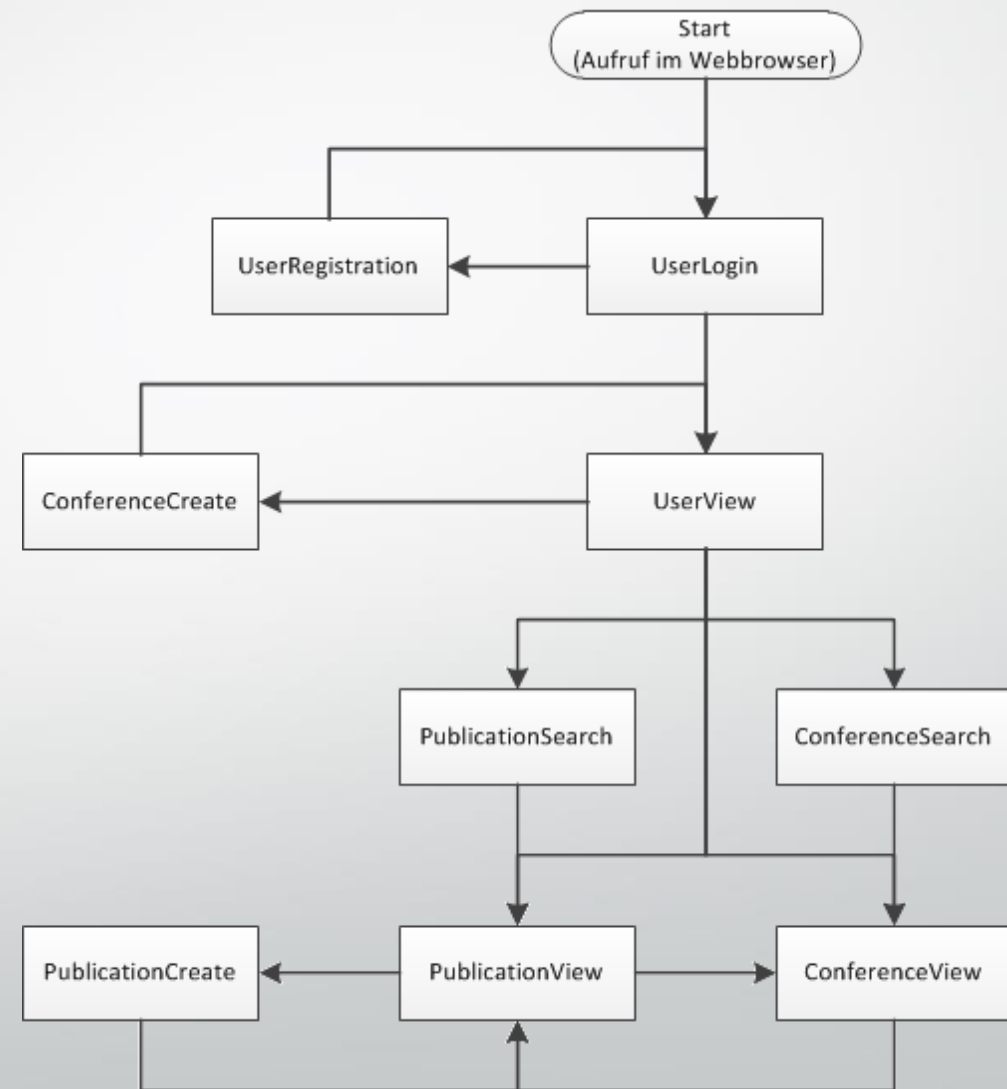 Start
(Aufruf im Webbrowser)
UserRegistration
UserLogin
ConferenceCreate
UserView
PublicationSearch
ConferenceSearch
PublicationCreate
PublicationView
ConferenceView